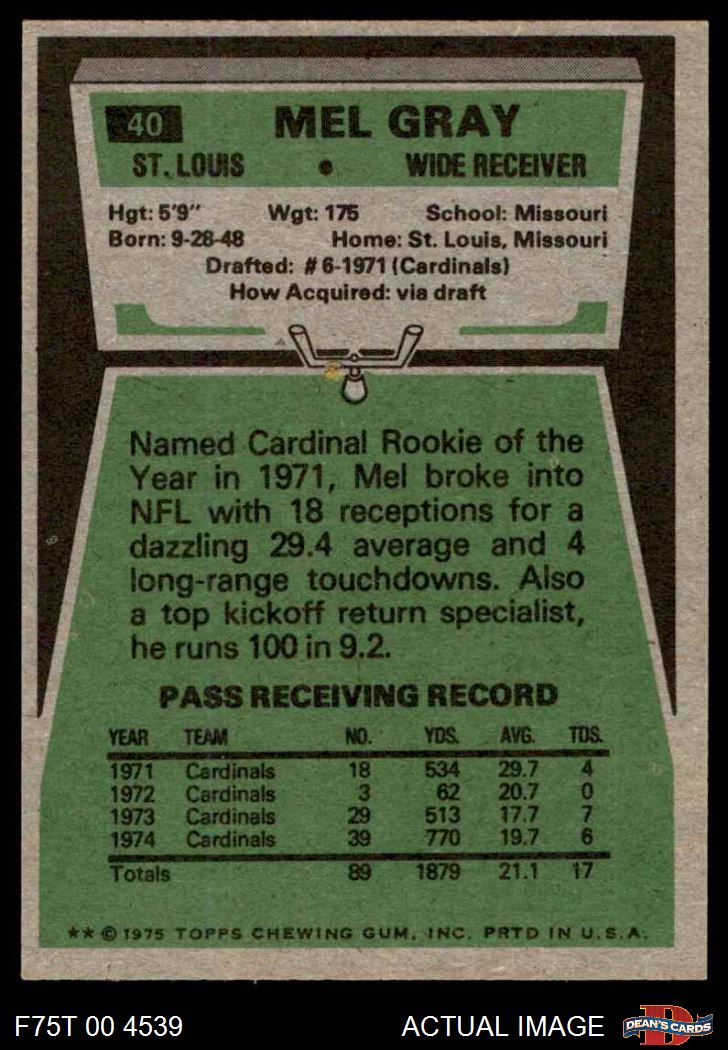 40 MEL GRAY
ST. LOUIS • WIDE RECEIVER
Hgt: 5'9" Wgt: 175 School: Missouri
Born: 9-28-48 Home: St. Louis, Missouri
Drafted: #6-1971 (Cardinals)
How Acquired: via draft
Named Cardinal Rookie of the
Year in 1971, Mel broke into
NFL with 18 receptions for a
dazzling 29.4 average and 4
long-range touchdowns. Also
a top kickoff return specialist,
he runs 100 in 9.2.
PASS RECEIVING RECORD
YEAR TEAM NO. YDS. AVG. TDS.
1971 Cardinals 18 534 29.7 4
1972 Cardinals 3 62 20.7 0
1973 Cardinals 29 513 17.7 7
1974 Cardinals 39 770 19.7 6
Totals 89 1879 21.1 17
** © 1975 TOPPS CHEWING GUM, INC. PRTD IN U.S.A.
F75T 00 4539 ACTUAL IMAGE D DEAN'S CARDS